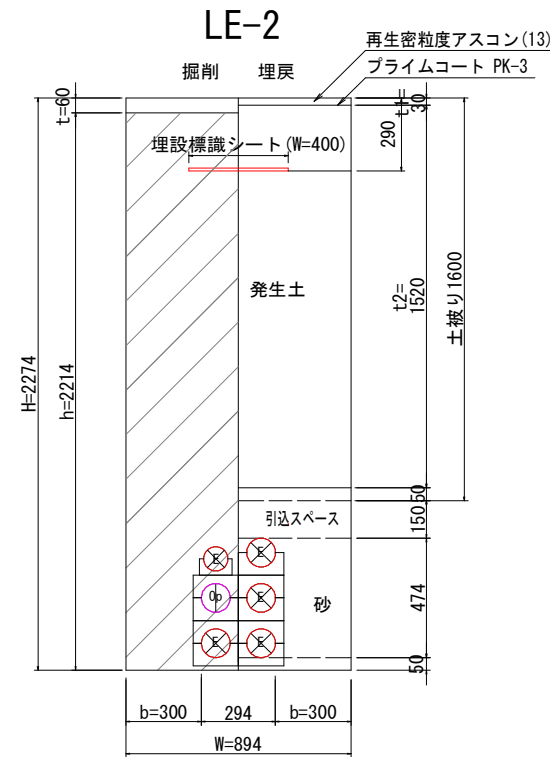 LE-2
再生密粒度アスコン(13)
プライムコート PK-3
掘削 埋戻
t=60
t1=
30
290
埋設標識シート(W=400)
発生土
t2=
1520
土被り1600
H=2274
h=2214
50
150
引込スペース
E
E
Op
E
砂
474
E
E
50
b=300
294
b=300
W=894